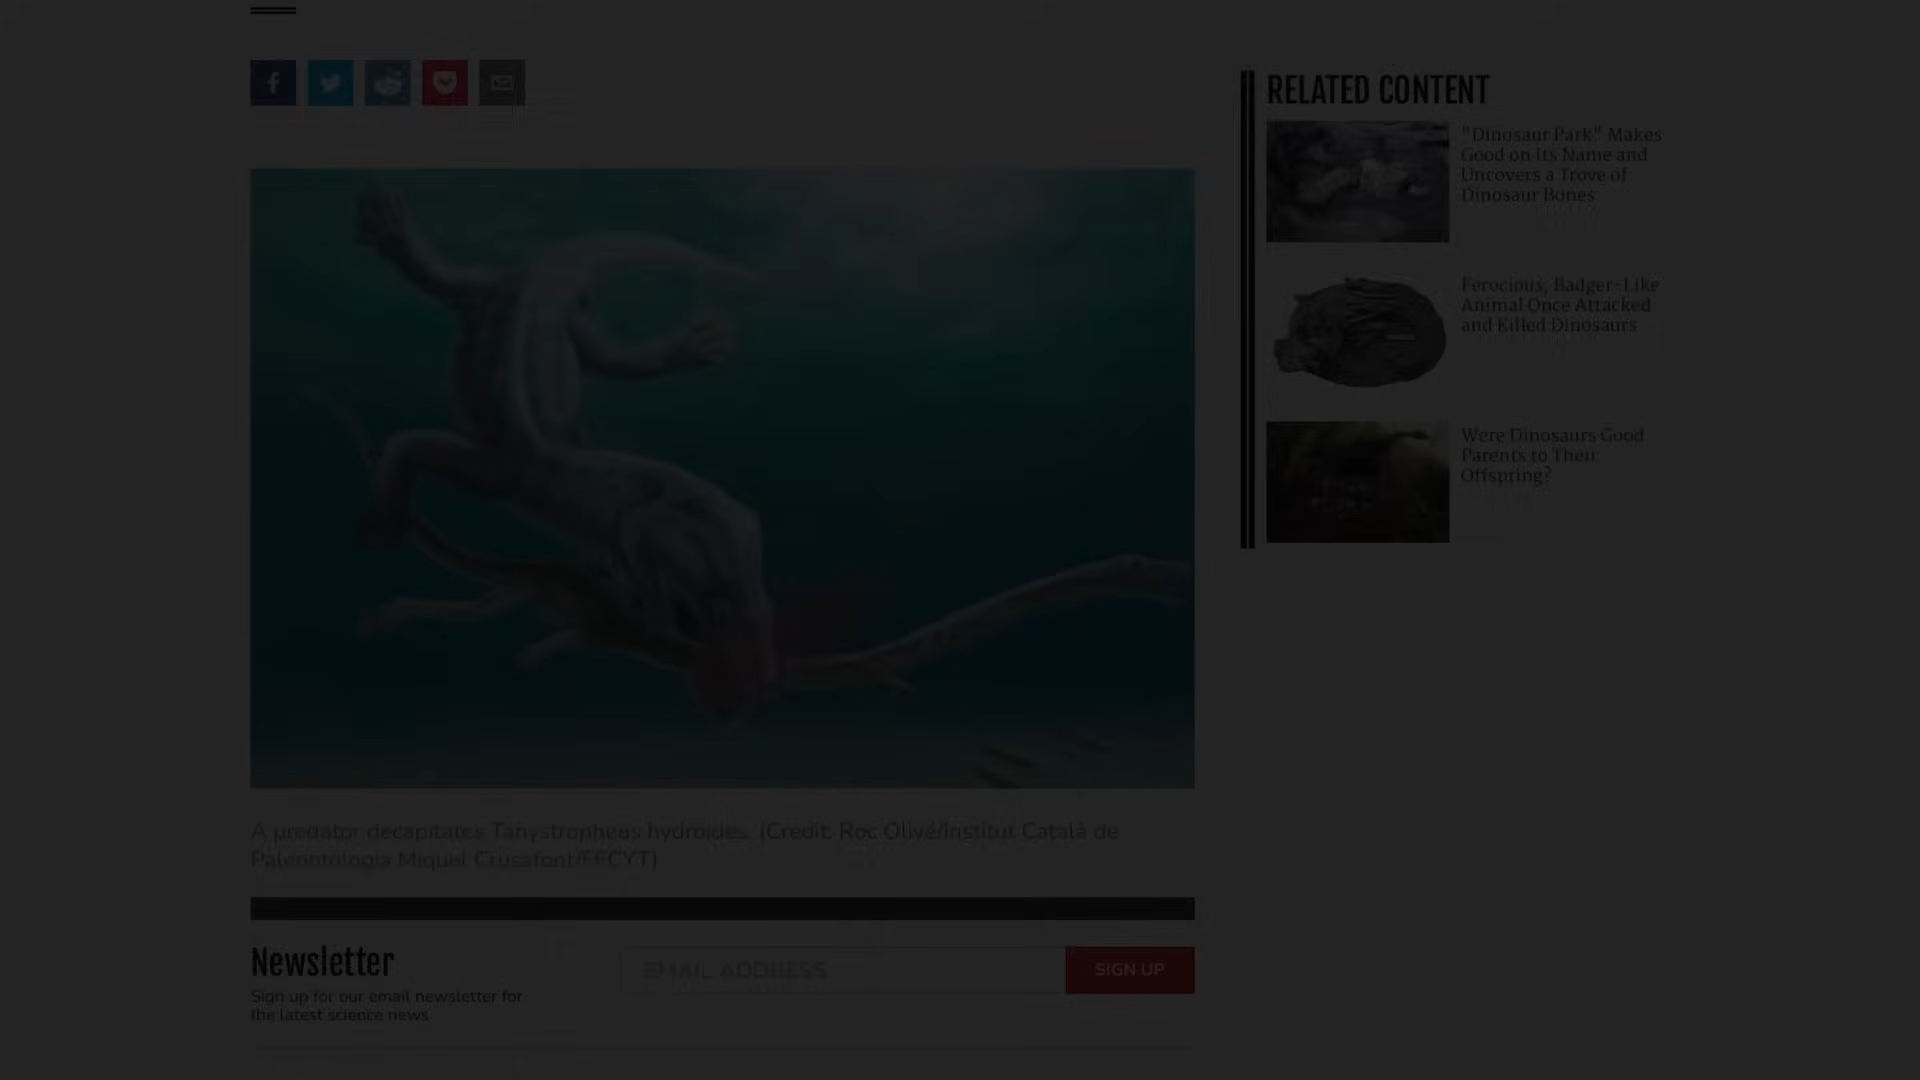 RELATED CONTENT
"Dinosaur Park" Makes
Good on Its Name and
Uncovers a Trove of
Dinosaur Bones
Ferocious, Badger-Like
Animal Once Attacked
and Killed Dinosaurs
Were Dinosaurs Good
Parents to Their
Offspring?
A predator decapitates Tanystropheus hydroides. (Credit: Roc Olivé/Institut Català de
Paleontologia Miquel Crusafont/FECYT)
Newsletter
EMAIL ADDRESS
SIGN UP
Sign up for our email newsletter for
the latest science news